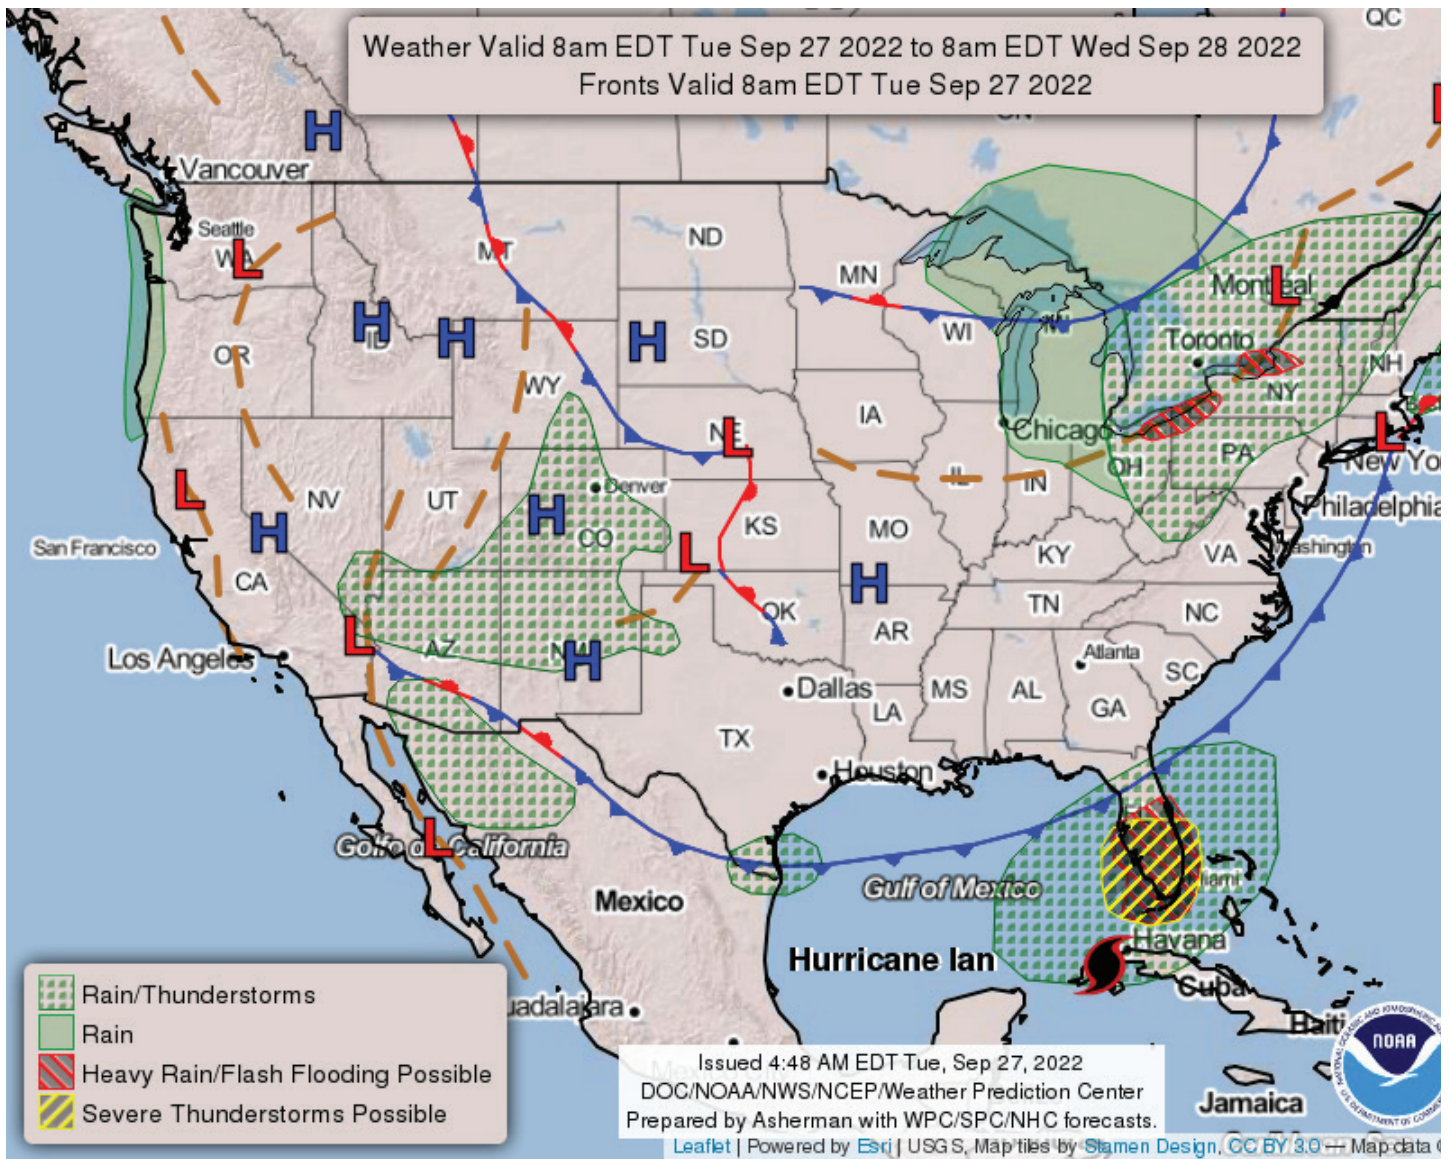 QC
Weather Valid 8am EDT Tue Sep 27 2022 to 8am EDT Wed Sep 28 2022
Fronts Valid 8am EDT Tue Sep 27 2022
H
Vancouver
Seattle
WA
L
MT
ND
MN
Montreal
L
H
ID
H
H
OR
SD
WI
MI
Toronto
WY
NH
NY
IA
NE
L
Chicago
L
New Yo
PA
OH
IL
IN
L
NV
UT
Denver
H
CO
KS
MO
Philadelphia
H
San Francisco
CA
L
H
KY
VA
Washington
OK
AR
TN
NC
L
Los Angeles
AZ
NM
H
Atlanta
SC
Dallas
LA
MS
AL
GA
TX
Houston
L
Golfo de California
Gulf of Mexico
Miami
Mexico
Havana
Hurricane Ian
Cuba
Haiti
uadalajara
Jamaica
Rain/Thunderstorms
Rain
Heavy Rain/Flash Flooding Possible
Severe Thunderstorms Possible
NOAA
Issued 4:48 AM EDT Tue, Sep 27, 2022
DOC/NOAA/NWS/NCEP/Weather Prediction Center
Prepared by Asherman with WPC/SPC/NHC forecasts.
Leaflet | Powered by Esri | USGS, Map tiles by Stamen Design, CC BY 3.0 — Map data ©